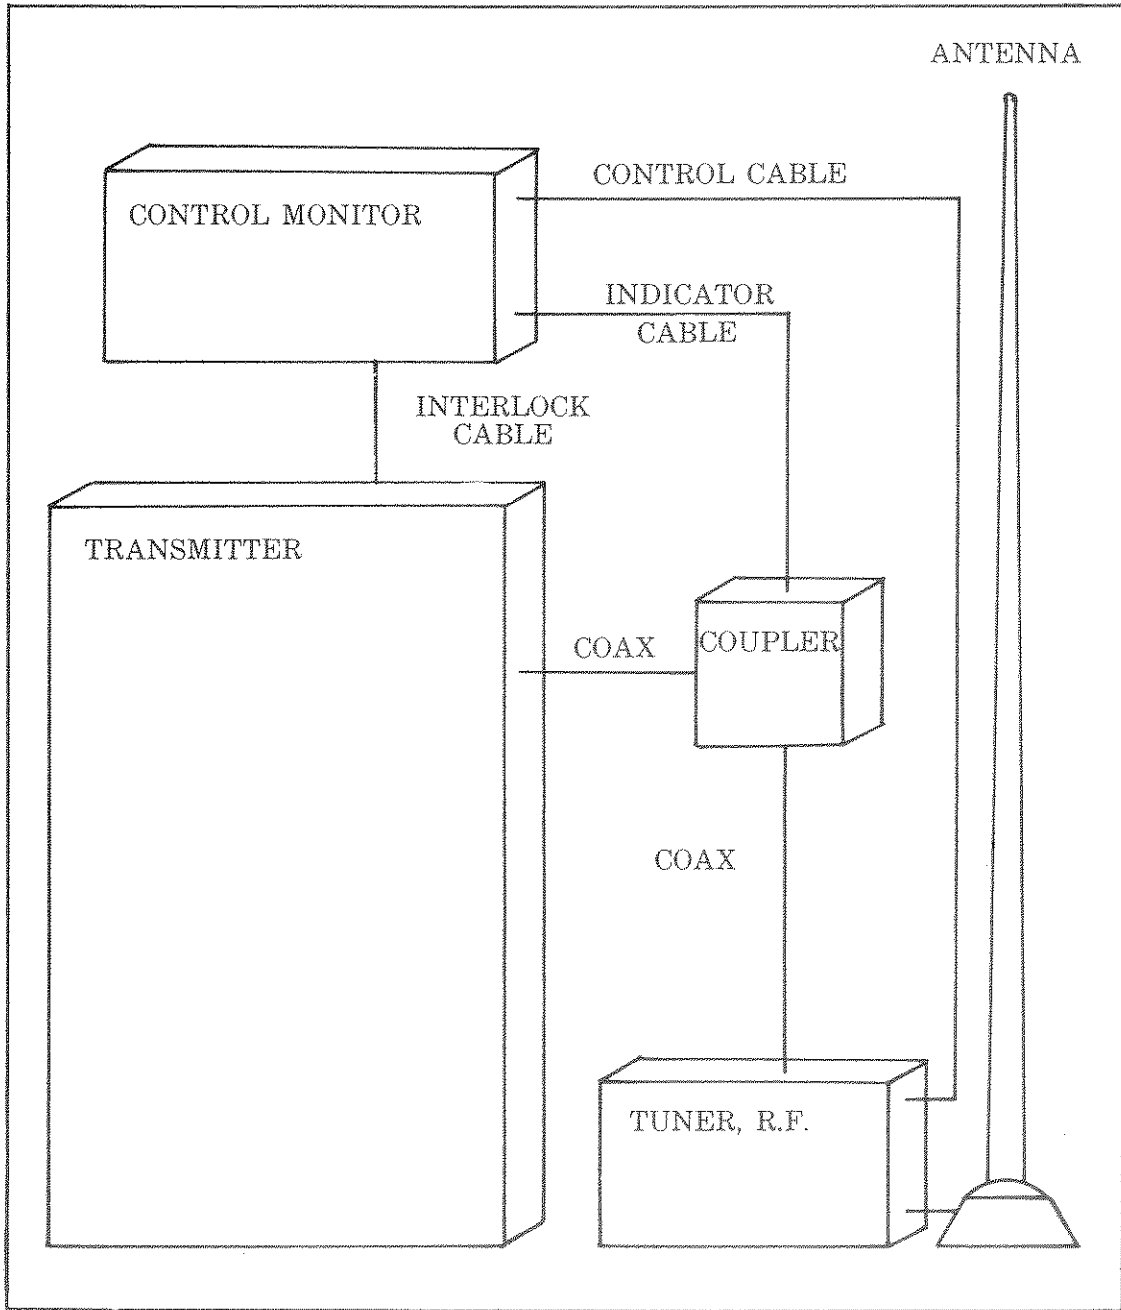 ANTENNA
CONTROL CABLE
CONTROL MONITOR
INDICATOR
CABLE
INTERLOCK
CABLE
TRANSMITTER
COAX
COUPLER
COAX
TUNER, R.F.